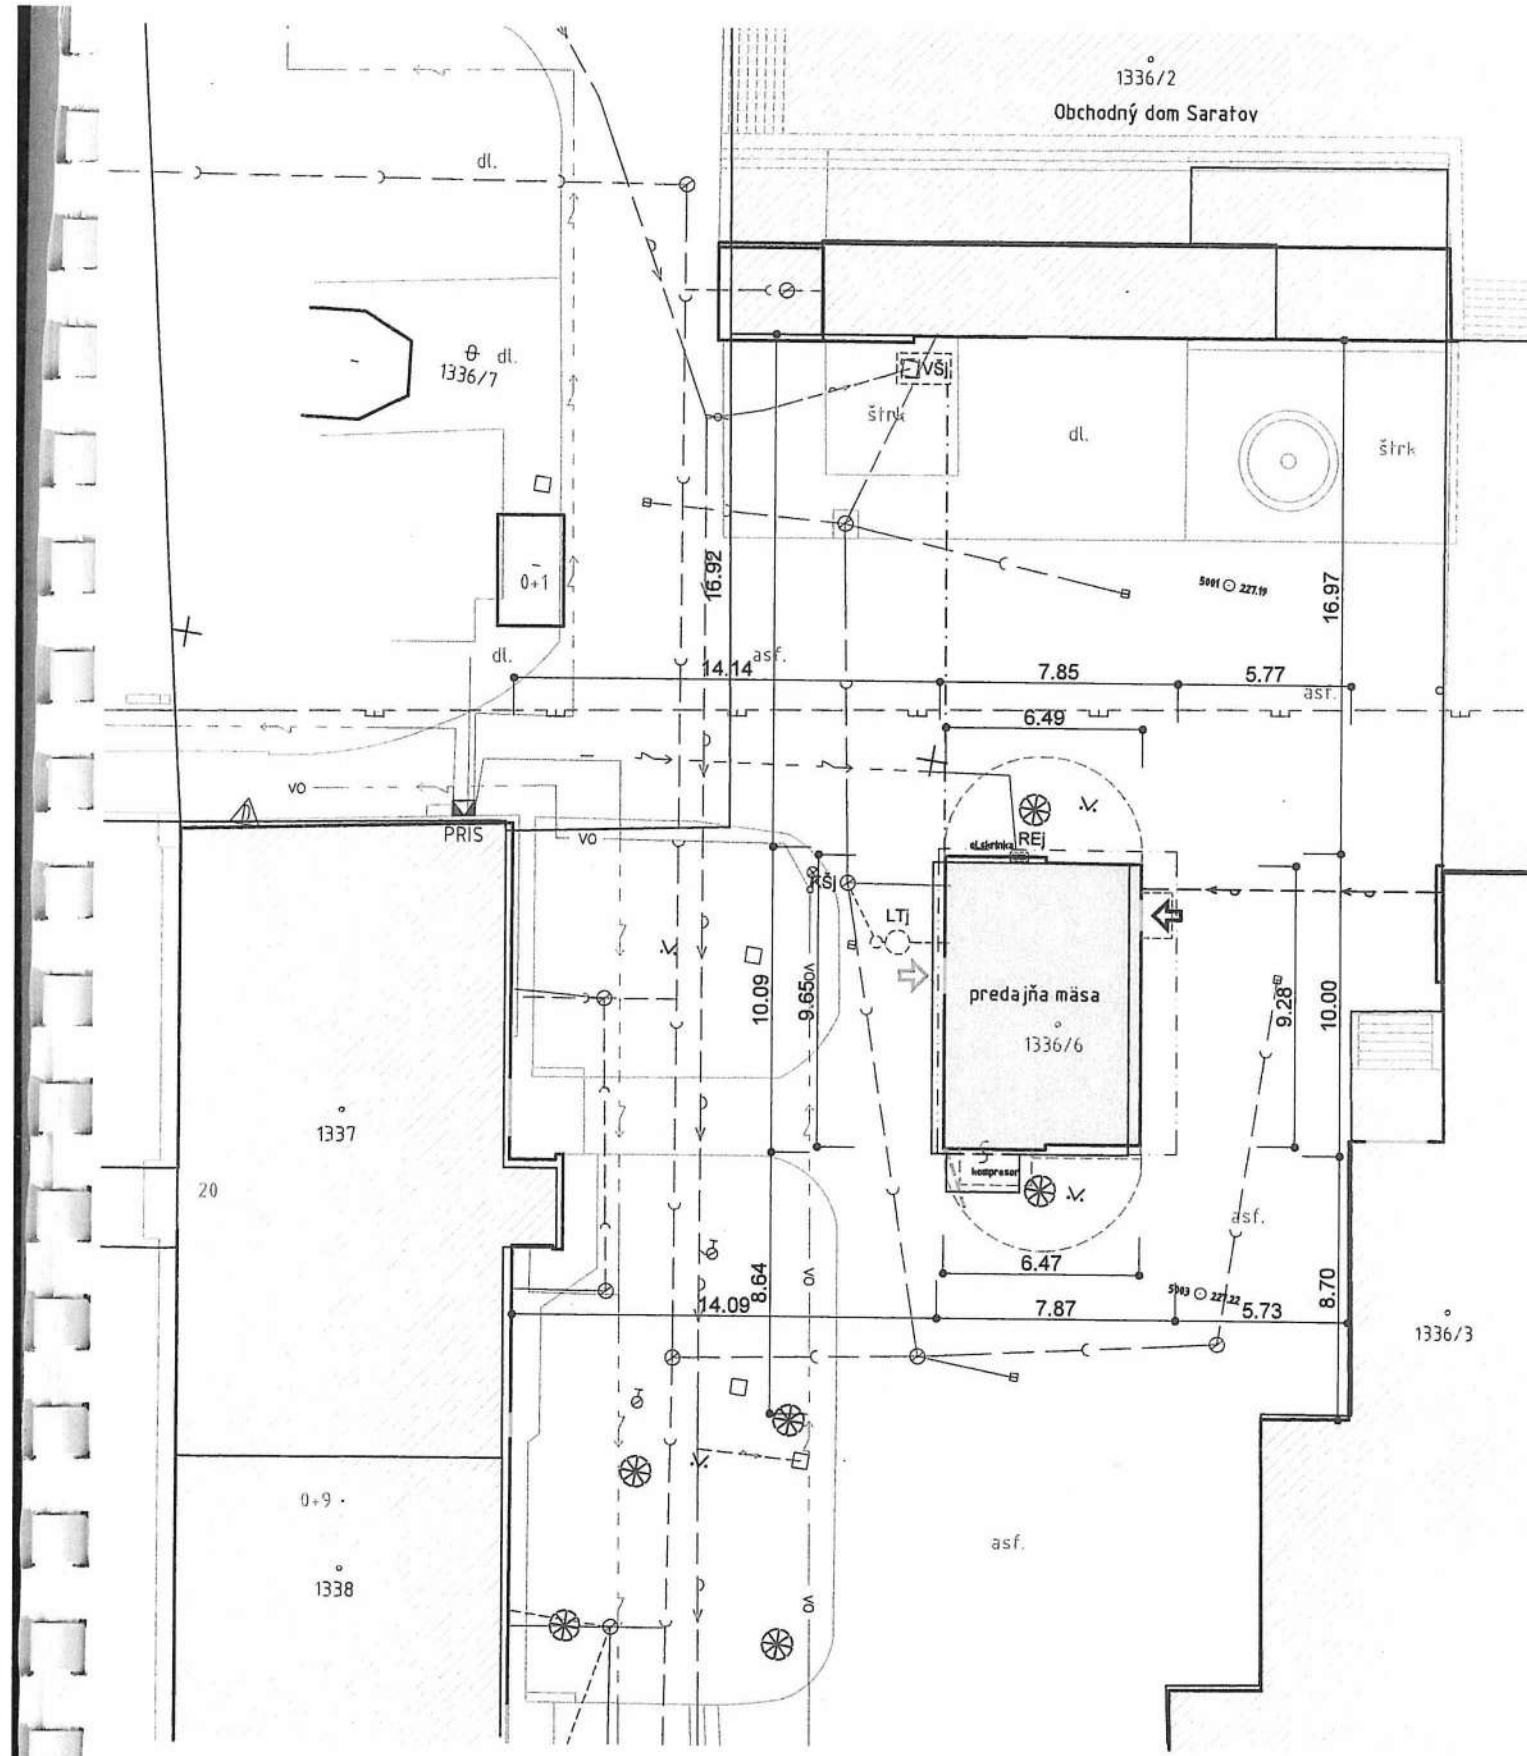 1336/2
Obchodný dom Saratov
dl.
dl.
1336/7
VŠj
štrk
dl.
štrk
0+1
16.92
16.97
5001 227.19
dl.
asf.
14.14
7.85
5.77
asf.
6.49
vo
PRIS
vo
el.skrinka
REj
KŠj
LTj
10.09
9.65
vo
9.28
10.00
predajňa mäsa
1336/6
1337
20
kompresor
asf.
6.47
8.64
vo
14.09
7.87
5003 227.22
5.73
8.70
1336/3
0+9
asf.
1338
vo